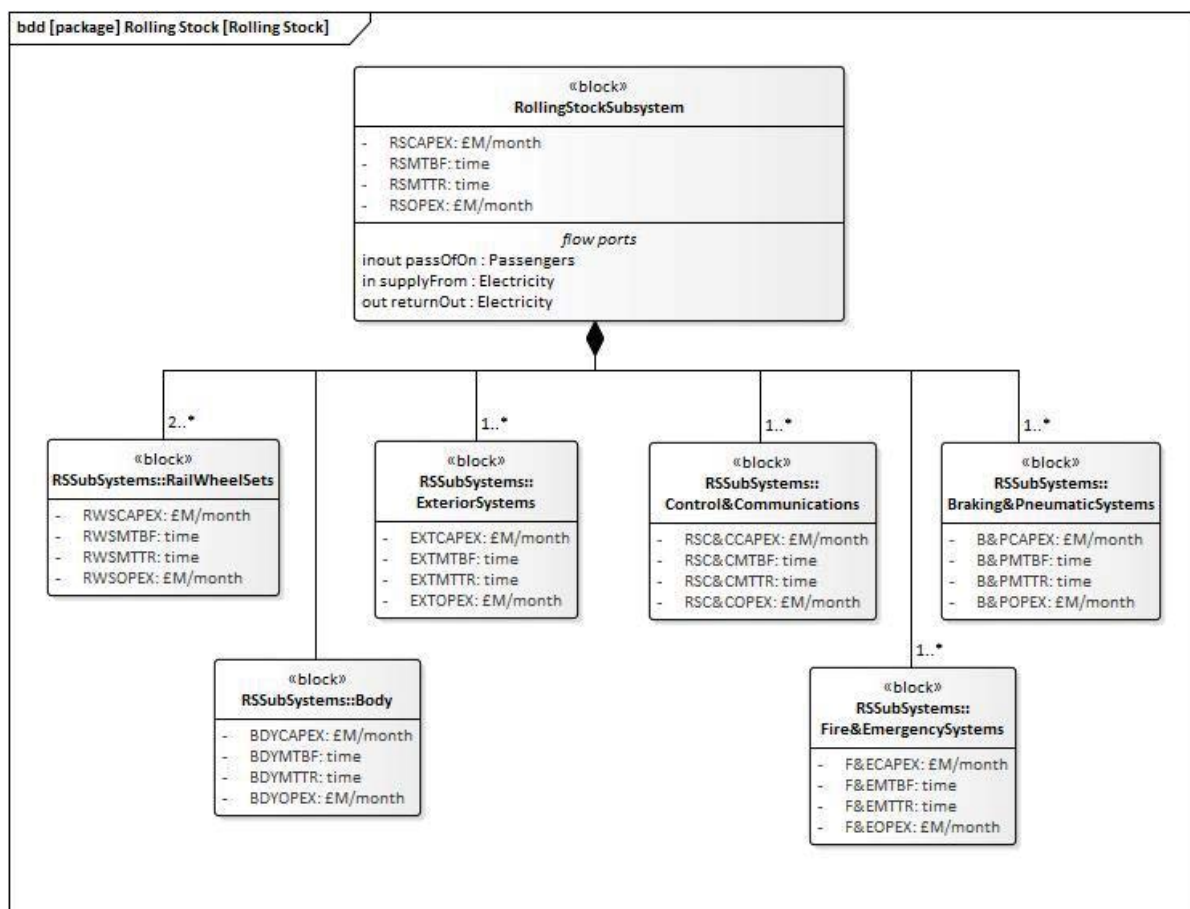 bdd [package] Rolling Stock [Rolling Stock]
«block»
RollingStockSubsystem
- RSCAPEX: £M/month
- RSMTBF: time
- RSMTTR: time
- RSOPEX: £M/month
flow ports
inout passOfOn : Passengers
in supplyFrom : Electricity
out returnOut : Electricity
2..*
«block»
RSSubSystems::RailWheelSets
- RWSCAPEX: £M/month
- RWSMTBF: time
- RWSMTTR: time
- RWSOPEX: £M/month
1..*
«block»
RSSubSystems::
ExteriorSystems
- EXTCAPEX: £M/month
- EXTMTBF: time
- EXTMTTR: time
- EXTOPEX: £M/month
1..*
«block»
RSSubSystems::
Control&Communications
- RSC&CCAPEX: £M/month
- RSC&CMTBF: time
- RSC&CMTTR: time
- RSC&COPEX: £M/month
1..*
«block»
RSSubSystems::
Braking&PneumaticSystems
- B&PCAPEX: £M/month
- B&PMTBF: time
- B&PMTTR: time
- B&POPEX: £M/month
«block»
RSSubSystems::Body
- BDYCAPEX: £M/month
- BDYMTBF: time
- BDYMTTR: time
- BDYOPEX: £M/month
1..*
«block»
RSSubSystems::
Fire&EmergencySystems
- F&ECAPEX: £M/month
- F&EMTBF: time
- F&EMTTR: time
- F&EOPEX: £M/month